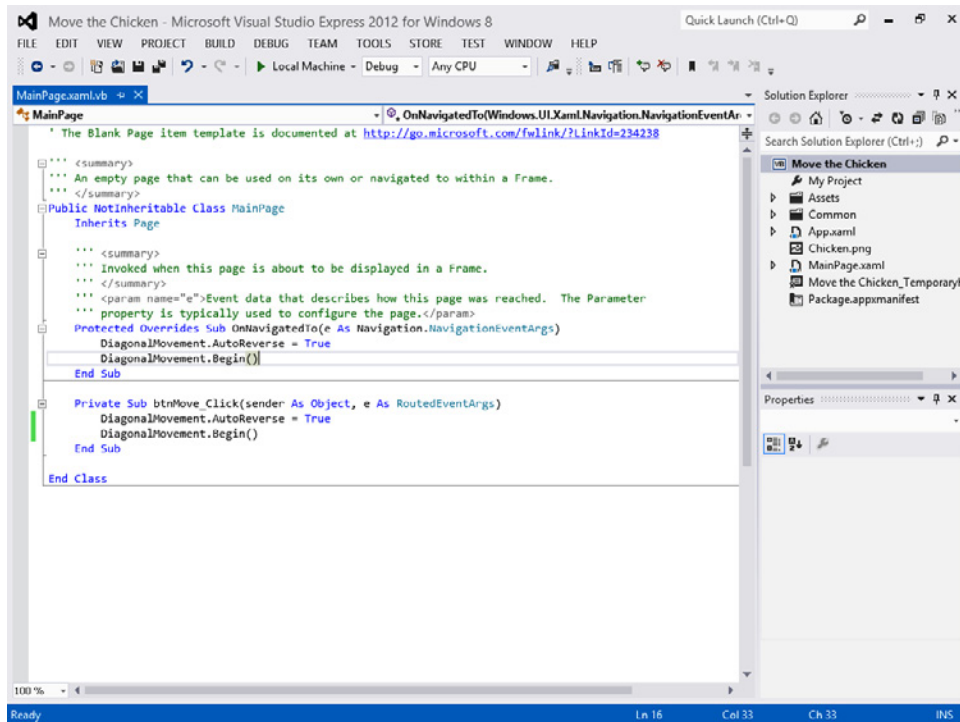 Move the Chicken - Microsoft Visual Studio Express 2012 for Windows 8
Quick Launch (Ctrl+Q)
FILE EDIT VIEW PROJECT BUILD DEBUG TEAM TOOLS STORE TEST WINDOW HELP
Local Machine Debug Any CPU
MainPage.xaml.vb
MainPage
OnNavigatedTo(Windows.UI.Xaml.Navigation.NavigationEventAr
' The Blank Page item template is documented at http://go.microsoft.com/fwlink/?LinkId=234238
''' <summary>
''' An empty page that can be used on its own or navigated to within a Frame.
''' </summary>
Public NotInheritable Class MainPage
Inherits Page
''' <summary>
''' Invoked when this page is about to be displayed in a Frame.
''' </summary>
''' <param name="e">Event data that describes how this page was reached.  The Parameter
''' property is typically used to configure the page.</param>
Protected Overrides Sub OnNavigatedTo(e As Navigation.NavigationEventArgs)
DiagonalMovement.AutoReverse = True
DiagonalMovement.Begin()
End Sub
Private Sub btnMove_Click(sender As Object, e As RoutedEventArgs)
DiagonalMovement.AutoReverse = True
DiagonalMovement.Begin()
End Sub
End Class
100 %
Solution Explorer
Search Solution Explorer (Ctrl+;)
VB Move the Chicken
My Project
Assets
Common
App.xaml
Chicken.png
MainPage.xaml
Move the Chicken_Temporaryk
Package.appxmanifest
Properties
Ready Ln 16 Col 33 Ch 33 INS